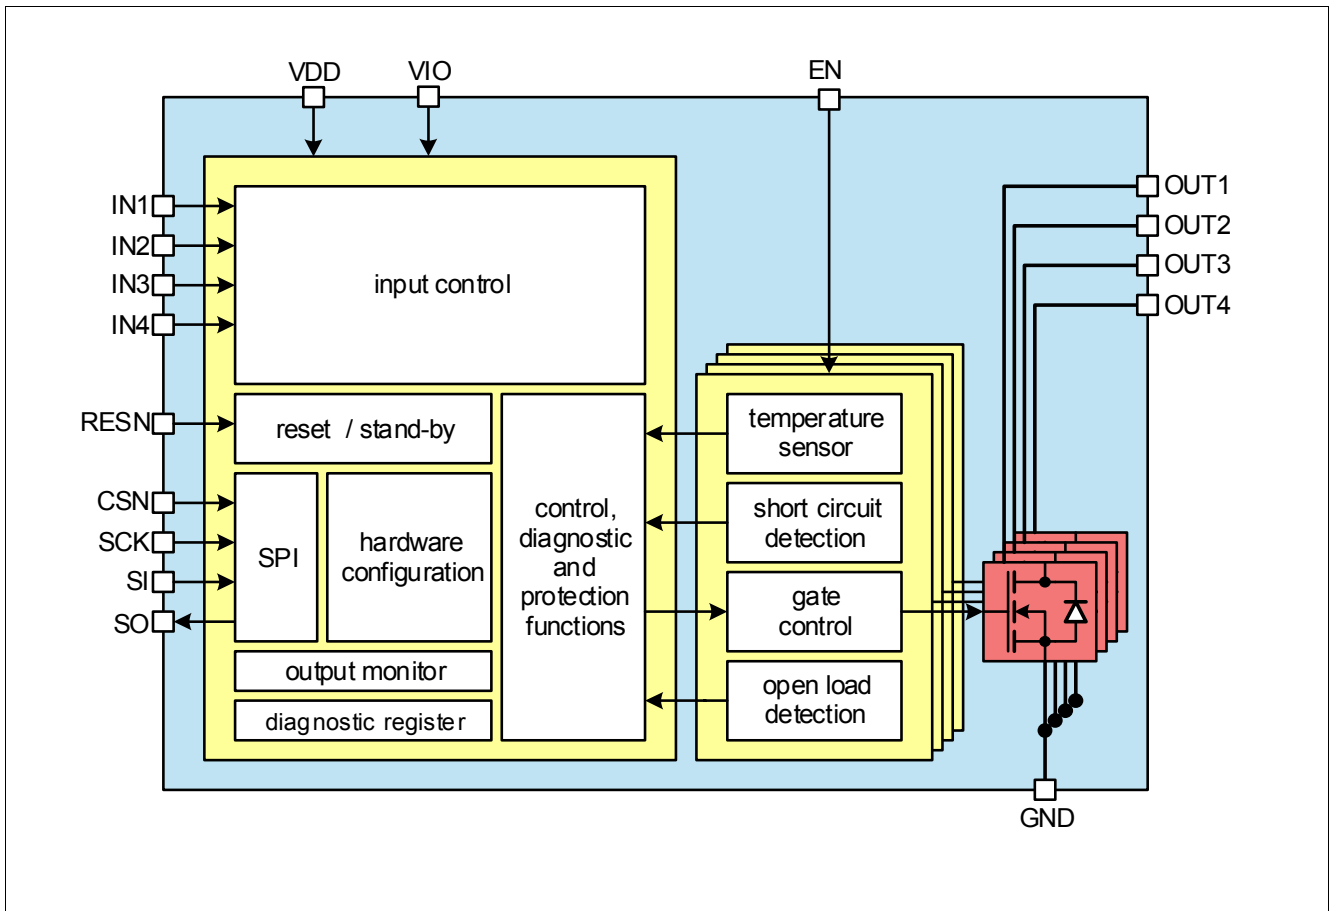 VDD
VIO
EN
IN1
IN2
IN3
IN4
input control
OUT1
OUT2
OUT3
OUT4
RESN
reset / stand-by
CSN
SCK
SI
SO
SPI
hardware
configuration
output monitor
diagnostic register
control,
diagnostic
and
protection
functions
temperature
sensor
short circuit
detection
gate
control
open load
detection
GND